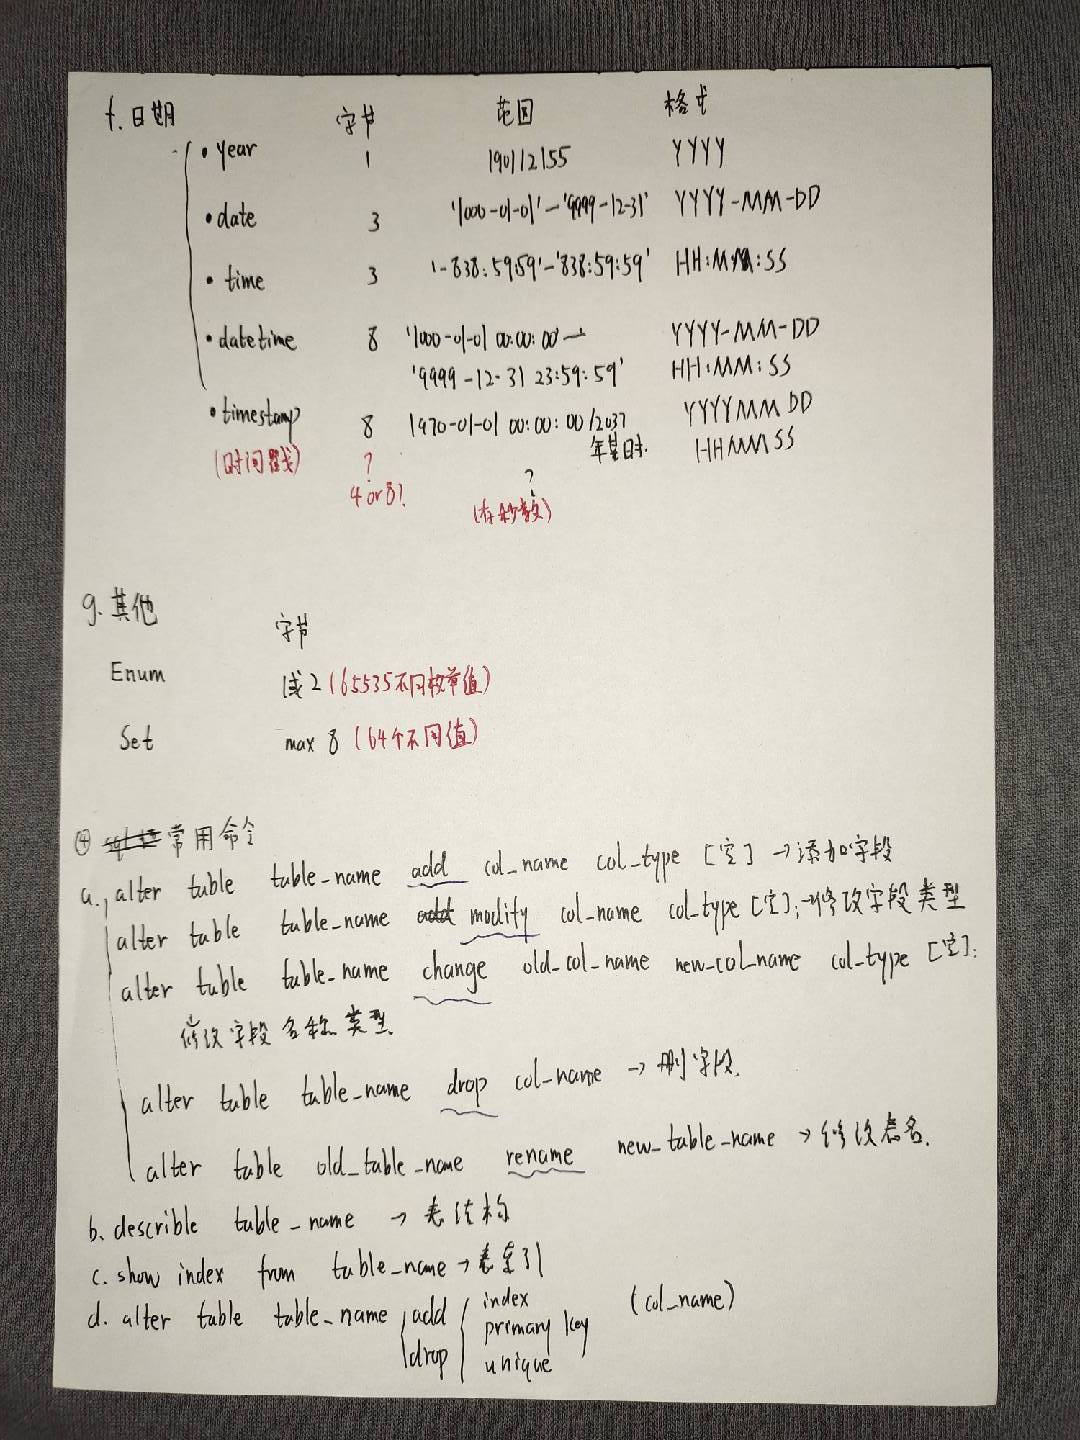 f. 日期 字节 范围 格式
• year 1 1901/2155 YYYY
• date 3 '1000-01-01'—'9999-12-31' YYYY-MM-DD
• time 3 '-838:59:59'-'838:59:59' HH:MM:SS
• datetime 8 '1000-01-01 00:00:00'— YYYY-MM-DD
'9999-12-31 23:59:59' HH:MM:SS
• timestamp 8 1970-01-01 00:00:00/2037 YYYYMMDD
(时间戳) ? 年某时. HHMMSS
4 or 8? ?
(存秒数)
g. 其他 字节
Enum 1或2 (65535不同枚举值)
Set max 8 (64个不同值)
④ 常用命令
a. alter table table_name add col_name col_type [空] → 添加字段
alter table table_name modify col_name col_type [空]; → 修改字段类型
alter table table_name change old_col_name new_col_name col_type [空];
修改字段名称类型.
alter table table_name drop col_name → 删字段.
alter table old_table_name rename new_table_name → 修改表名.
b. describle table_name → 表结构
c. show index from table_name → 表索引
d. alter table table_name add index (col_name)
drop primary key
unique